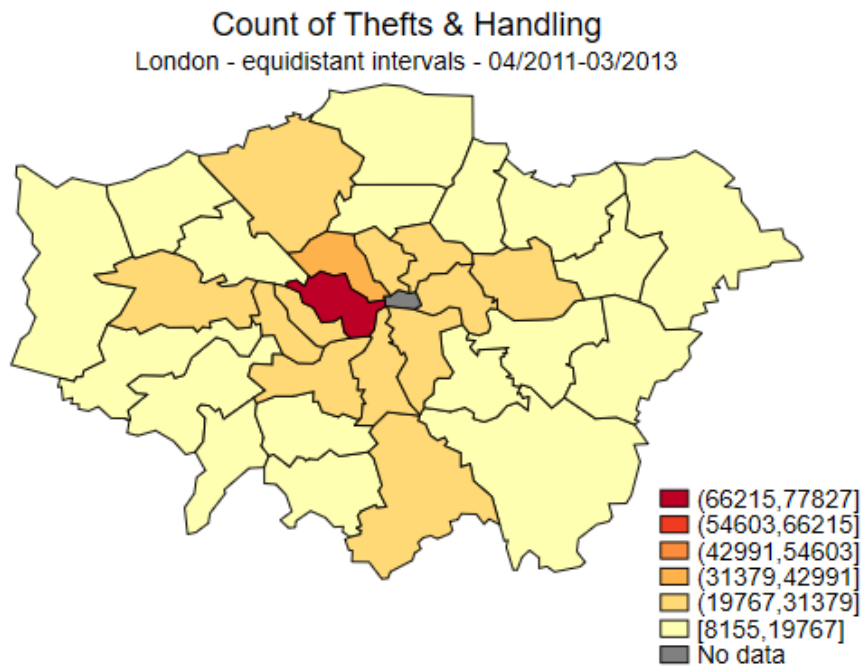 Count of Thefts & Handling
London - equidistant intervals - 04/2011-03/2013
(66215,77827]
(54603,66215]
(42991,54603]
(31379,42991]
(19767,31379]
[8155,19767]
No data